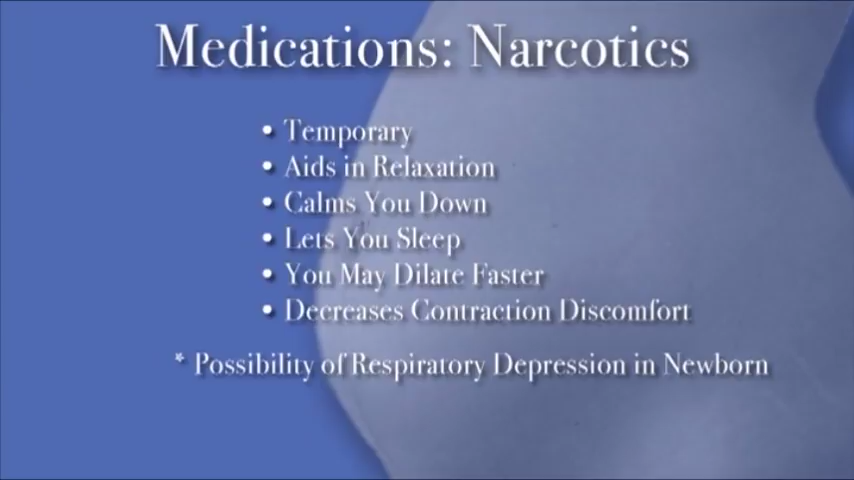 Medications: Narcotics
• Temporary
• Aids in Relaxation
• Calms You Down
• Lets You Sleep
• You May Dilate Faster
• Decreases Contraction Discomfort
* Possibility of Respiratory Depression in Newborn